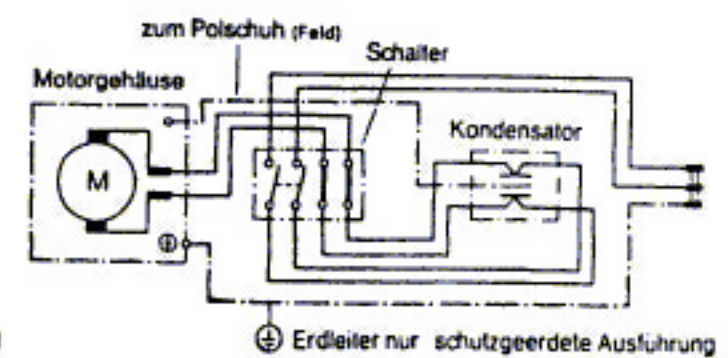 zum Polschuh (Feld)
Schalter
Motorgehäuse
Kondensator
M
Erdleiter nur schutzgeerdete Ausführung